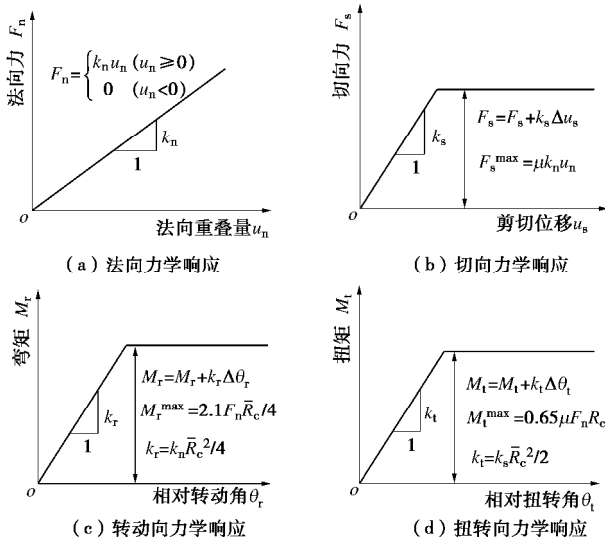 法向力 Fₙ
Fₙ={kₙuₙ (uₙ≥0)
0 (uₙ<0)
kₙ
1
o
法向重叠量uₙ
(a)法向力学响应
切向力 Fₛ
Fₛ=Fₛ+kₛΔuₛ
kₛ
1
Fₛᵐᵃˣ=μkₙuₙ
o
剪切位移uₛ
(b)切向力学响应
弯矩 Mᵣ
Mᵣ=Mᵣ+kᵣΔθᵣ
kᵣ
Mᵣᵐᵃˣ=2.1FₙR̄c/4
1
kᵣ=kₙR̄c²/4
o
相对转动角θᵣ
(c)转动向力学响应
扭矩 Mₜ
Mₜ=Mₜ+kₜΔθₜ
kₜ
Mₜᵐᵃˣ=0.65μFₙRc
1
kₜ=kₛR̄c²/2
o
相对扭转角θₜ
(d)扭转向力学响应